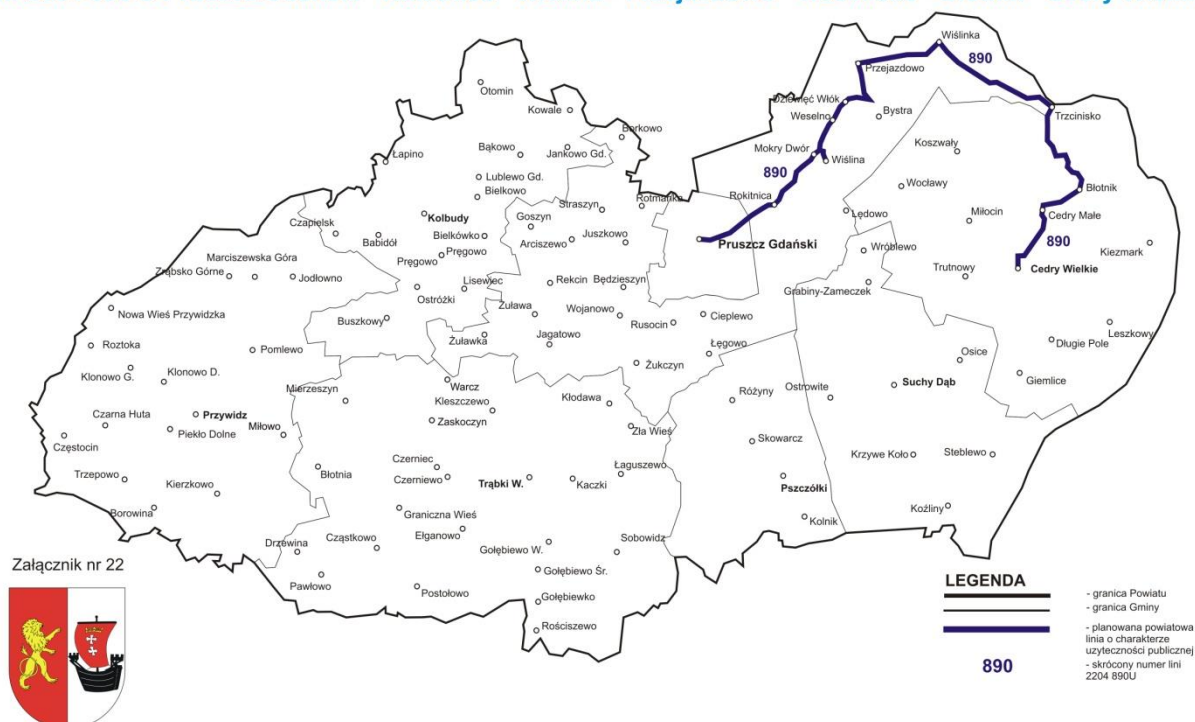 Wiślinka
890
Przejazdowo
Otomin
Dziewięć Włók
Kowale
Weselno
Bystra
Trzcinisko
Borkowo
Koszwały
Jankowo Gd.
Mokry Dwór
Bąkowo
Wiślina
Łapino
890
Lublewo Gd.
Wocławy
Bielkowo
Błotnik
Rokitnica
Rotmanka
Straszyn
Kolbudy
Goszyn
Lędowo
Miłocin
Cedry Małe
Czapielsk
Babidół
Bielkówko
Arciszewo
Juszkowo
Pruszcz Gdański
Wróblewo
890
Kiezmark
Marciszewska Góra
Pręgowo
Pręgowo
Zrąbsko Górne
Jodłowno
Lisewiec
Rekcin
Będzieszyn
Trutnowy
Cedry Wielkie
Ostróżki
Grabiny-Zameczek
Nowa Wieś Przywidzka
Żuława
Wojanowo
Cieplewo
Buszkowy
Rusocin
Leszkowy
Roztoka
Żuławka
Jagatowo
Łęgowo
Długie Pole
Pomlewo
Osice
Klonowo G.
Klonowo D.
Żukczyn
Giemlice
Mierzeszyn
Warcz
Kleszczewo
Kłodawa
Różyny
Ostrowite
Suchy Dąb
Czarna Huta
Przywidz
Zaskoczyn
Piekło Dolne
Miłowo
Zła Wieś
Częstocin
Skowarcz
Krzywe Koło
Steblewo
Czerniec
Błotnia
Łaguszewo
Trzepowo
Czerniewo
Trąbki W.
Kaczki
Pszczółki
Kierzkowo
Borowina
Graniczna Wieś
Koźliny
Kolnik
Ełganowo
Drzewina
Cząstkowo
Sobowidz
Gołębiewo W.
Załącznik nr 22
Gołębiewo Śr.
Pawłowo
Postołowo
Gołębiewko
Rościszewo
LEGENDA
- granica Powiatu
- granica Gminy
- planowana powiatowa
linia o charakterze
uzyteczności publicznej
890
- skrócony numer lini
2204 890U